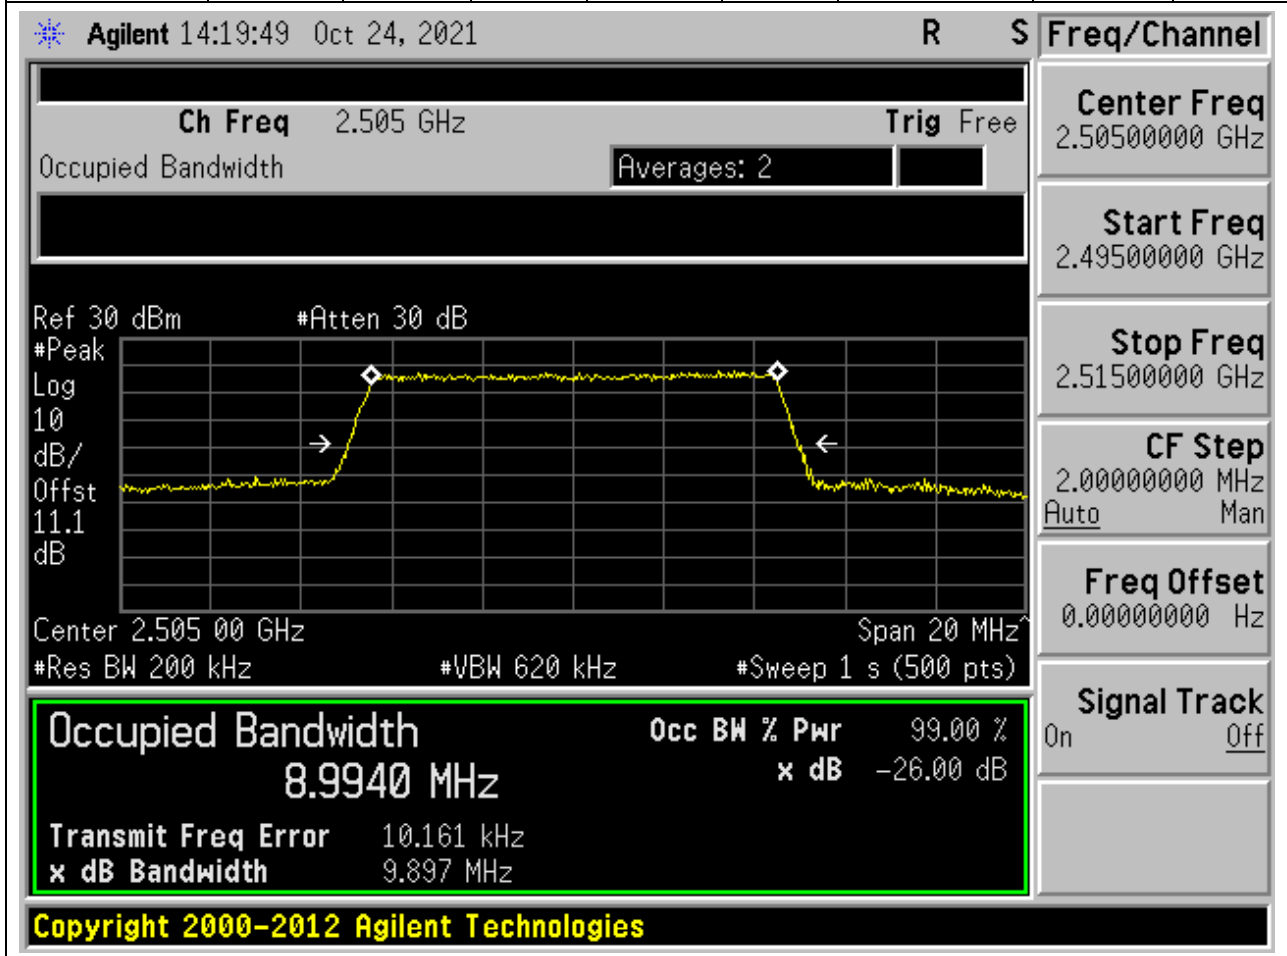 Agilent 14:19:49 Oct 24, 2021 R S
Freq/Channel
Ch Freq 2.505 GHz Trig Free
Occupied Bandwidth Averages: 2
Ref 30 dBm #Atten 30 dB
#Peak
Log
10
dB/
Offst
11.1
dB
Center 2.505 00 GHz Span 20 MHz^
#Res BW 200 kHz #VBW 620 kHz #Sweep 1 s (500 pts)
Occupied Bandwidth Occ BW % Pwr 99.00 %
8.9940 MHz x dB -26.00 dB
Transmit Freq Error 10.161 kHz
x dB Bandwidth 9.897 MHz
Center Freq
2.50500000 GHz
Start Freq
2.49500000 GHz
Stop Freq
2.51500000 GHz
CF Step
2.00000000 MHz
Auto Man
Freq Offset
0.00000000 Hz
Signal Track
On Off
Copyright 2000-2012 Agilent Technologies